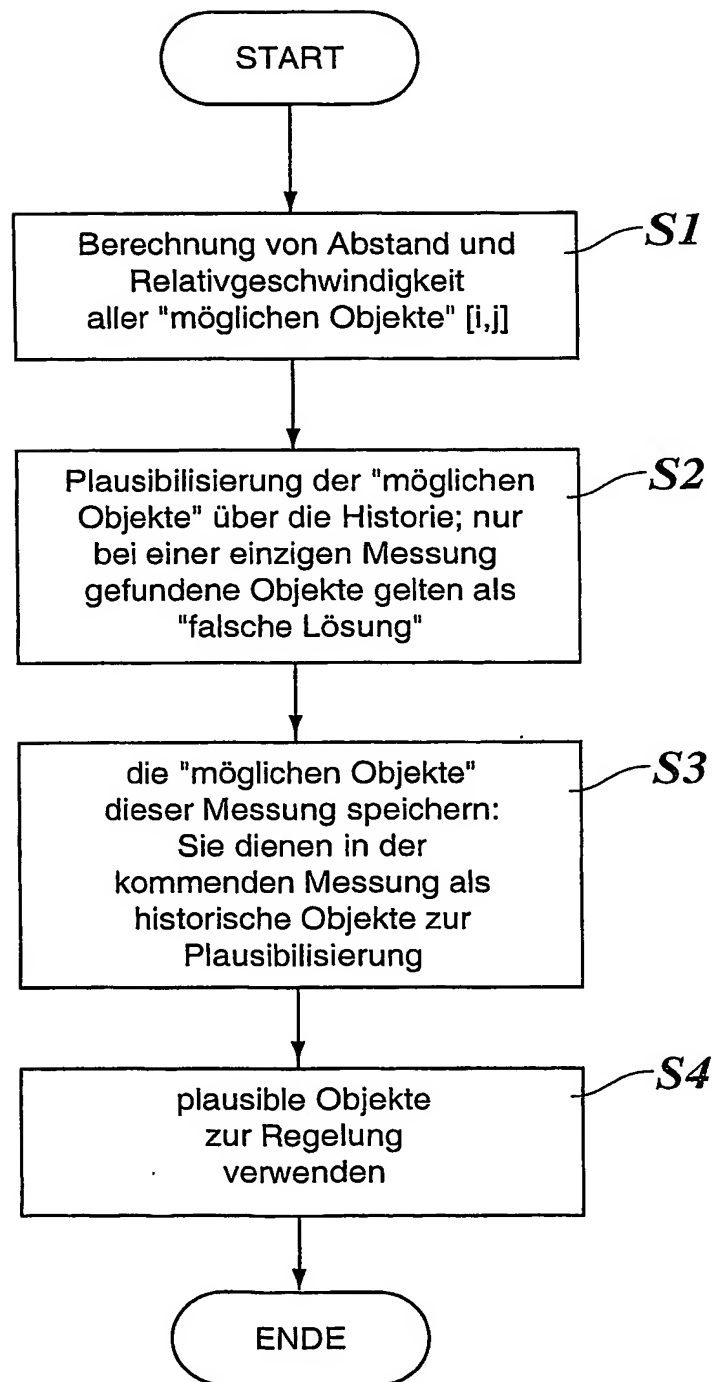 START
S1
Berechnung von Abstand und
Relativgeschwindigkeit
aller "möglichen Objekte" [i,j]
S2
Plausibilisierung der "möglichen
Objekte" über die Historie; nur
bei einer einzigen Messung
gefundene Objekte gelten als
"falsche Lösung"
S3
die "möglichen Objekte"
dieser Messung speichern:
Sie dienen in der
kommenden Messung als
historische Objekte zur
Plausibilisierung
S4
plausible Objekte
zur Regelung
verwenden
ENDE